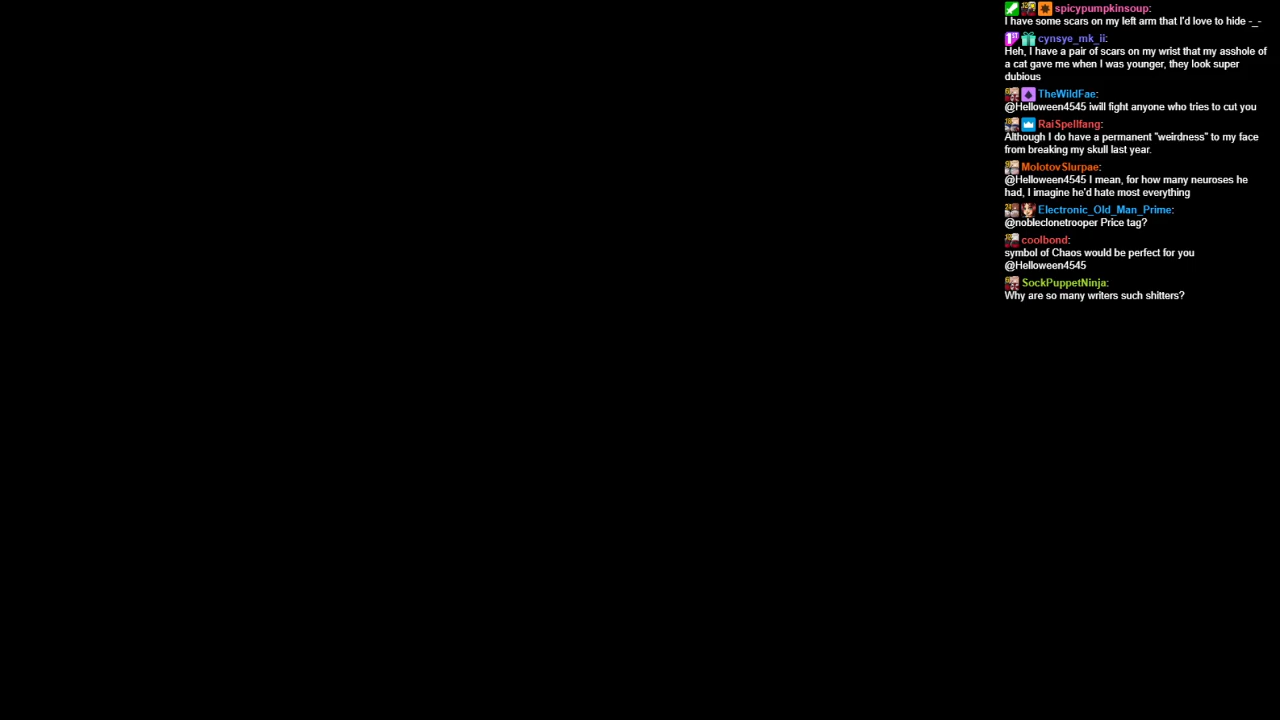 spicypumpkinsoup:
I have some scars on my left arm that I'd love to hide -_-
cynsye_mk_ii:
Heh, I have a pair of scars on my wrist that my asshole of
a cat gave me when I was younger, they look super
dubious
TheWildFae:
@Helloween4545 iwill fight anyone who tries to cut you
RaiSpellfang:
Although I do have a permanent "weirdness" to my face
from breaking my skull last year.
MolotovSlurpae:
@Helloween4545 I mean, for how many neuroses he
had, I imagine he'd hate most everything
Electronic_Old_Man_Prime:
@nobleclonetrooper Price tag?
coolbond:
symbol of Chaos would be perfect for you
@Helloween4545
SockPuppetNinja:
Why are so many writers such shitters?